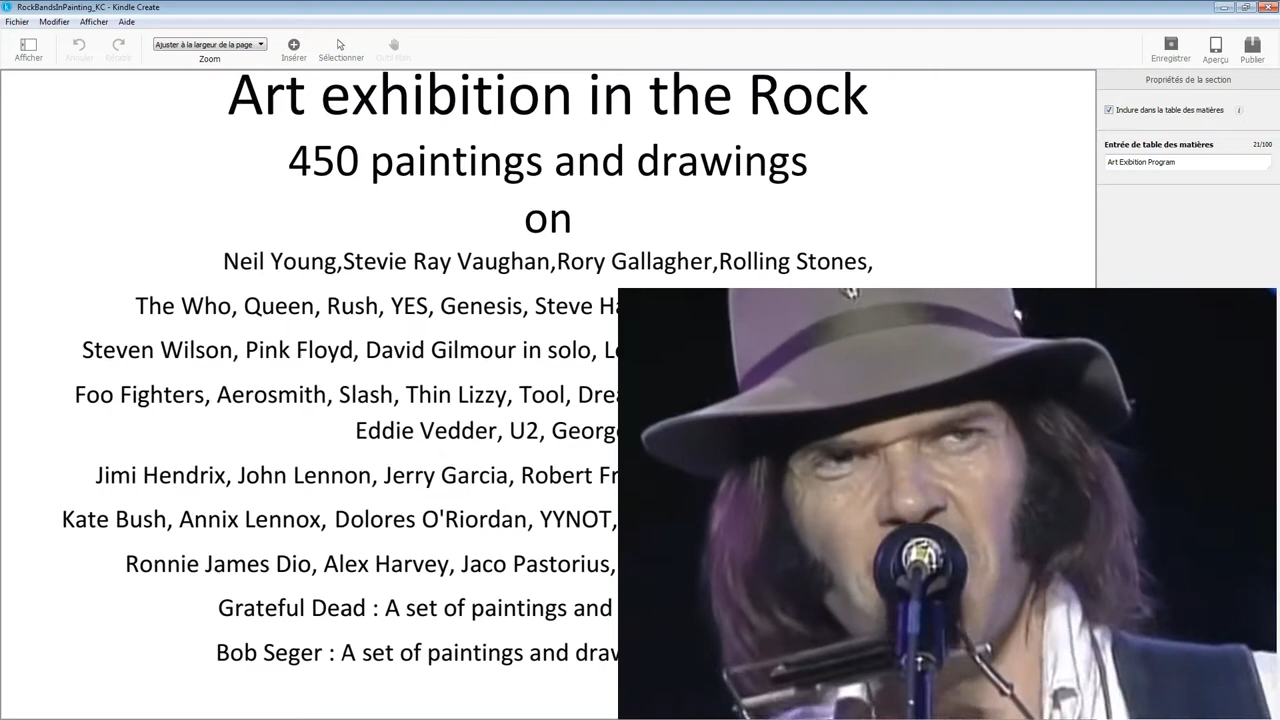 RockBandsInPainting_KC - Kindle Create
Fichier Modifier Afficher Aide
Afficher
Annuler
Rétablir
Ajuster à la largeur de la page
Zoom
Insérer
Sélectionner
Outil Main
Enregistrer
Aperçu
Publier
Art exhibition in the Rock
450 paintings and drawings
on
Neil Young,Stevie Ray Vaughan,Rory Gallagher,Rolling Stones,
The Who, Queen, Rush, YES, Genesis, Steve
Steven Wilson, Pink Floyd, David Gilmour in solo,
Foo Fighters, Aerosmith, Slash, Thin Lizzy, Tool,
Eddie Vedder, U2,
Jimi Hendrix, John Lennon, Jerry Garcia, Robert
Kate Bush, Annix Lennox, Dolores O'Riordan, YYNOT,
Ronnie James Dio, Alex Harvey, Jaco Pastorius,
Grateful Dead : A set of paintings and
Bob Seger : A set of paintings and
Propriétés de la section
Inclure dans la table des matières i
Entrée de table des matières 21/100
Art Exibition Program